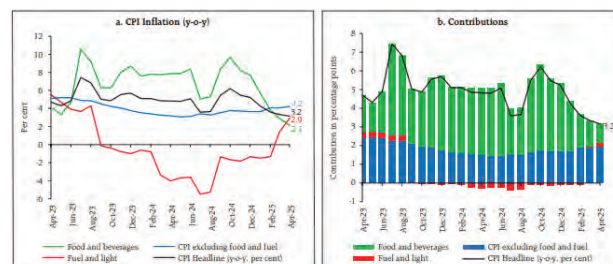 a. CPI Inflation (y-o-y)
Per cent
12
10
8
6
4
2
0
-2
-4
-6
4.2
3.2
2.9
2.1
Apr-23
Jun-23
Aug-23
Oct-23
Dec-23
Feb-24
Apr-24
Jun-24
Aug-24
Oct-24
Dec-24
Feb-25
Apr-25
Food and beverages
CPI excluding food and fuel
Fuel and light
CPI Headline (y-o-y, per cent)
b. Contributions
Contribution in percentage points
8
7
6
5
4
3
2
1
0
-1
3.2
Apr-23
Jun-23
Aug-23
Oct-23
Dec-23
Feb-24
Apr-24
Jun-24
Aug-24
Oct-24
Dec-24
Feb-25
Apr-25
Food and beverages
CPI excluding food and fuel
Fuel and light
CPI Headline (y-o-y, per cent)